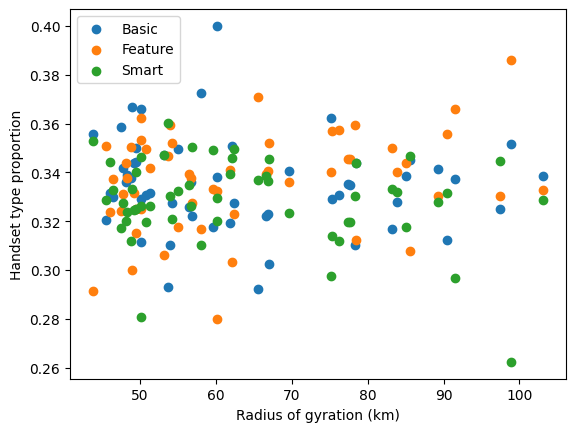 Basic
Feature
Smart
0.40
0.38
0.36
0.34
0.32
0.30
0.28
0.26
Handset type proportion
50 60 70 80 90 100
Radius of gyration (km)